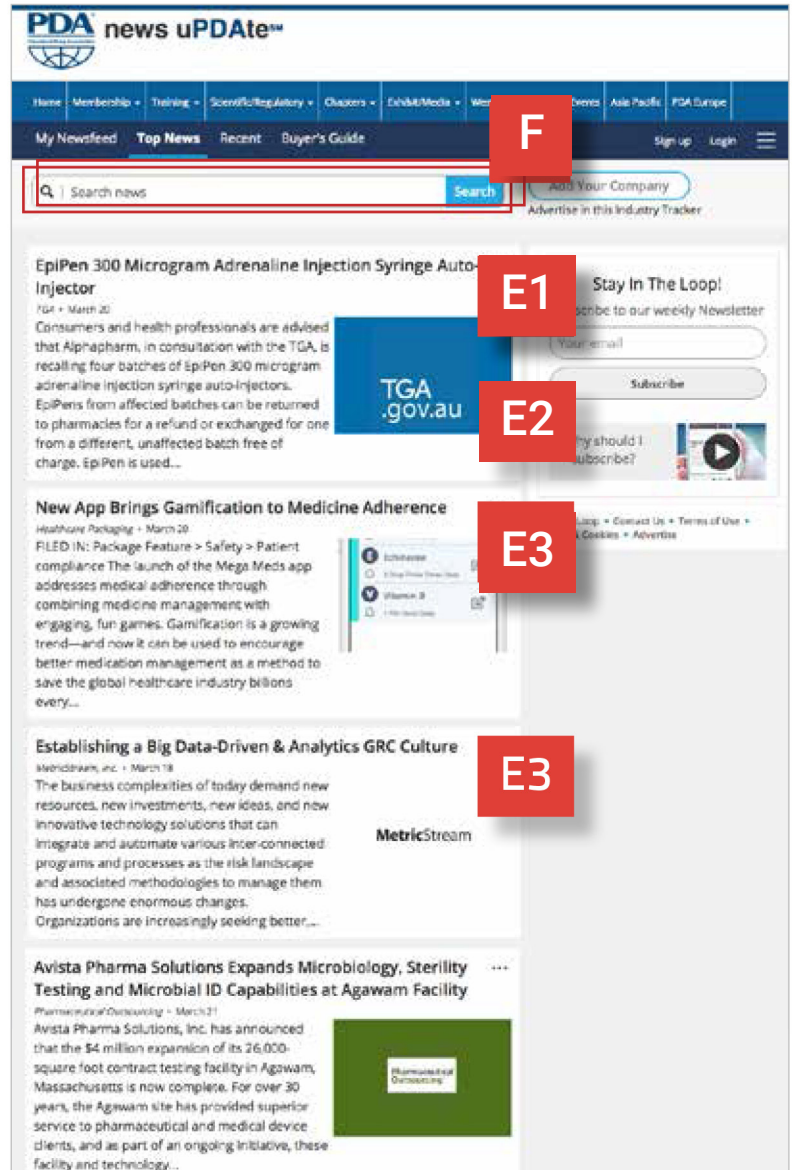 PDA news uPDAte℠
Home Membership Training Scientific/Regulatory Chapters Exhibit/Media Events Asia Pacific PDA Europe
My Newsfeed Top News Recent Buyer's Guide Sign up Login
F
Search news Search
Add Your Company
Advertise in this Industry Tracker
EpiPen 300 Microgram Adrenaline Injection Syringe Auto-
Injector
TGA • March 20
Consumers and health professionals are advised
that Alphapharm, in consultation with the TGA, is
recalling four batches of EpiPen 300 microgram
adrenaline injection syringe auto-injectors.
EpiPens from affected batches can be returned
to pharmacies for a refund or exchanged for one
from a different, unaffected batch free of
charge. EpiPen is used...
TGA
.gov.au
E1
E2
Stay In The Loop!
to our weekly Newsletter
Your email
Subscribe
should I
subscribe?
New App Brings Gamification to Medicine Adherence
Healthcare Packaging • March 20
FILED IN: Package Feature > Safety > Patient
compliance The launch of the Mega Meds app
addresses medical adherence through
combining medicine management with
engaging, fun games. Gamification is a growing
trend—and now it can be used to encourage
better medication management as a method to
save the global healthcare industry billions
every...
E Echinacea
V Vitamin B
E3
Loop • Contact Us • Terms of Use •
Cookies • Advertise
Establishing a Big Data-Driven & Analytics GRC Culture
MetricStream, Inc. • March 18
The business complexities of today demand new
resources, new investments, new ideas, and new
innovative technology solutions that can
integrate and automate various inter-connected
programs and processes as the risk landscape
and associated methodologies to manage them
has undergone enormous changes.
Organizations are increasingly seeking better,...
MetricStream
E3
Avista Pharma Solutions Expands Microbiology, Sterility ...
Testing and Microbial ID Capabilities at Agawam Facility
Pharmaceutical Outsourcing • March 21
Avista Pharma Solutions, Inc. has announced
that the $4 million expansion of its 26,000-
square foot contract testing facility in Agawam,
Massachusetts is now complete. For over 30
years, the Agawam site has provided superior
service to pharmaceutical and medical device
clients, and as part of an ongoing initiative, these
facility and technology...
Pharmaceutical
Outsourcing